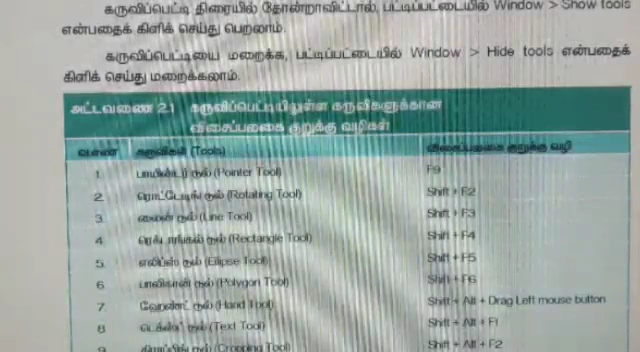 கருவிப்பெட்டி திரையில் தோன்றாவிட்டால், பட்டிப்பட்டையில் Window > Show tools
என்பதைக் கிளிக் செய்து பெறலாம்.
கருவிப்பெட்டியை மறைக்க, பட்டிப்பட்டையில் Window > Hide tools என்பதைக்
கிளிக் செய்து மறைக்கலாம்.
அட்டவணை 2.1 கருவிப்பெட்டியிலுள்ள கருவிகளுக்கான
விசைப்பலகை குறுக்கு வழிகள்
வ.எண் கருவிகள் (Tools) விசைப்பலகை குறுக்கு வழி
1. பாயிண்டர் டூல் (Pointer Tool) F9
2. ரொட்டேடிங் டூல் (Rotating Tool) Shift + F2
3. லைன் டூல் (Line Tool) Shift + F3
4. ரெக்டாங்கல் டூல் (Rectangle Tool) Shift + F4
5. எலிப்ஸ் டூல் (Ellipse Tool) Shift + F5
6. பாலிகான் டூல் (Polygon Tool) Shift + F6
7. ஹேண்ட் டூல் (Hand Tool) Shift + Alt + Drag Left mouse button
8. டெக்ஸ்ட் டூல் (Text Tool) Shift + Alt + F1
9. கிராப்பிங் டூல் (Cropping Tool) Shift + Alt + F2